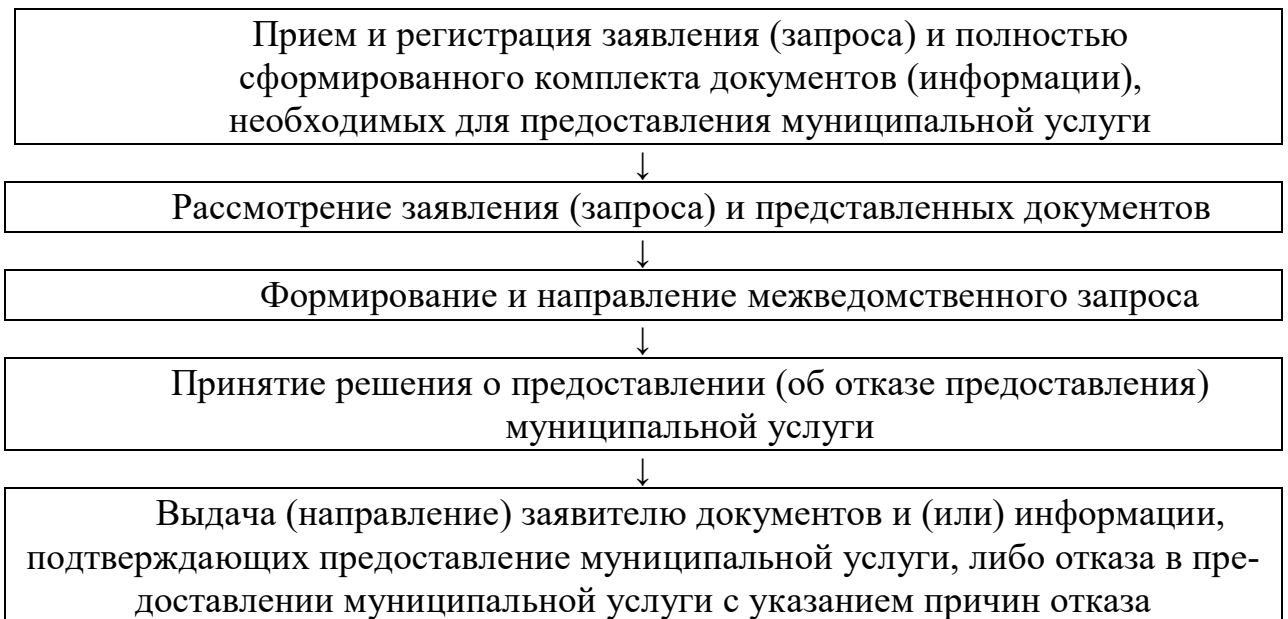 Прием и регистрация заявления (запроса) и полностью
сформированного комплекта документов (информации),
необходимых для предоставления муниципальной услуги
↓
Рассмотрение заявления (запроса) и представленных документов
↓
Формирование и направление межведомственного запроса
↓
Принятие решения о предоставлении (об отказе предоставления)
муниципальной услуги
↓
Выдача (направление) заявителю документов и (или) информации,
подтверждающих предоставление муниципальной услуги, либо отказа в пре-
доставлении муниципальной услуги с указанием причин отказа